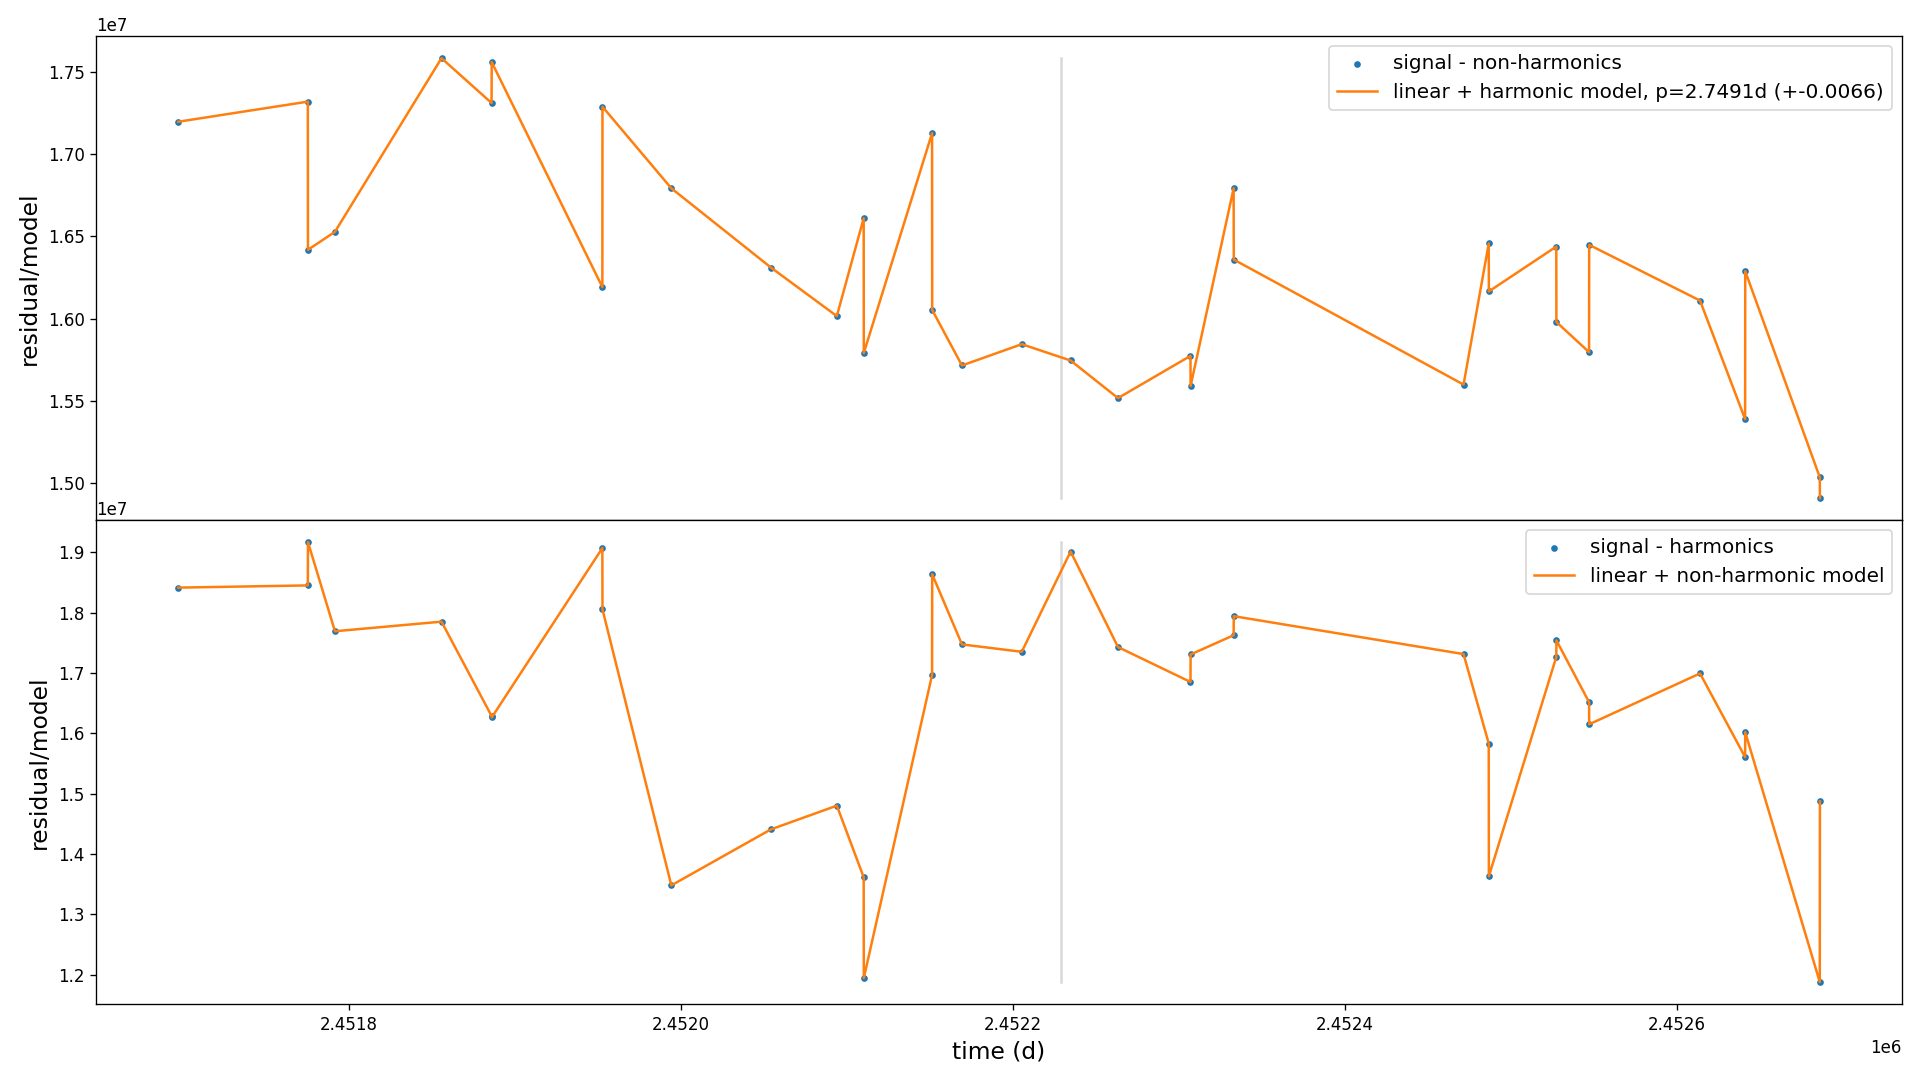 1e7
1.75
1.70
1.65
1.60
1.55
1.50
residual/model
signal - non-harmonics
linear + harmonic model, p=2.7491d (+-0.0066)
1e7
1.9
1.8
1.7
1.6
1.5
1.4
1.3
1.2
residual/model
signal - harmonics
linear + non-harmonic model
2.4518
2.4520
2.4522
2.4524
2.4526
1e6
time (d)